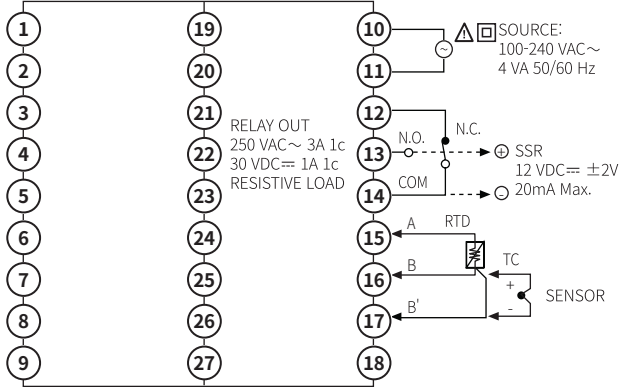 1 19 10
2 20 11
3 21 12
4 22 13
5 23 14
6 24 15
7 25 16
8 26 17
9 27 18
SOURCE:
100-240 VAC～
4 VA 50/60 Hz
RELAY OUT
250 VAC～ 3A 1c
30 VDC⎓ 1A 1c
RESISTIVE LOAD
N.O.
N.C.
COM
+ SSR
12 VDC⎓ ±2V
- 20mA Max.
A
RTD
B
B'
TC
+
-
SENSOR